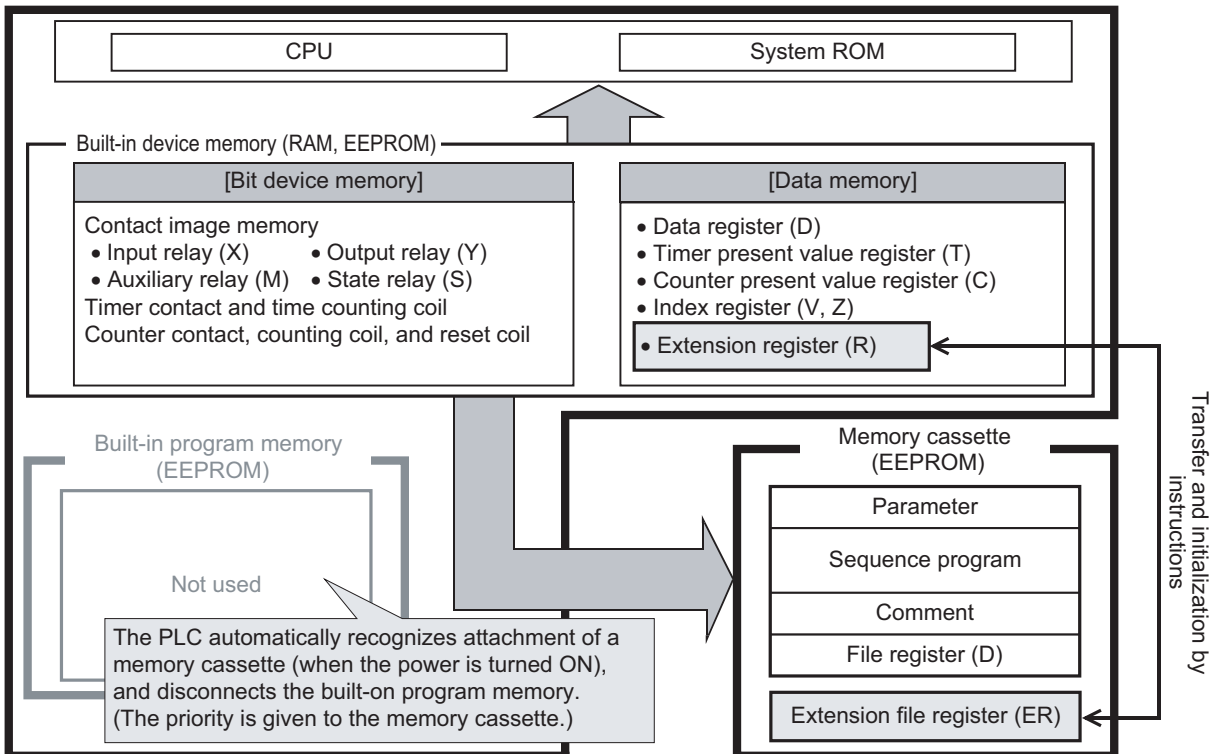 CPU
System ROM
Built-in device memory (RAM, EEPROM)
[Bit device memory]
Contact image memory
• Input relay (X) • Output relay (Y)
• Auxiliary relay (M) • State relay (S)
Timer contact and time counting coil
Counter contact, counting coil, and reset coil
[Data memory]
• Data register (D)
• Timer present value register (T)
• Counter present value register (C)
• Index register (V, Z)
• Extension register (R)
Transfer and initialization by
instructions
Built-in program memory
(EEPROM)
Not used
The PLC automatically recognizes attachment of a
memory cassette (when the power is turned ON),
and disconnects the built-on program memory.
(The priority is given to the memory cassette.)
Memory cassette
(EEPROM)
Parameter
Sequence program
Comment
File register (D)
Extension file register (ER)